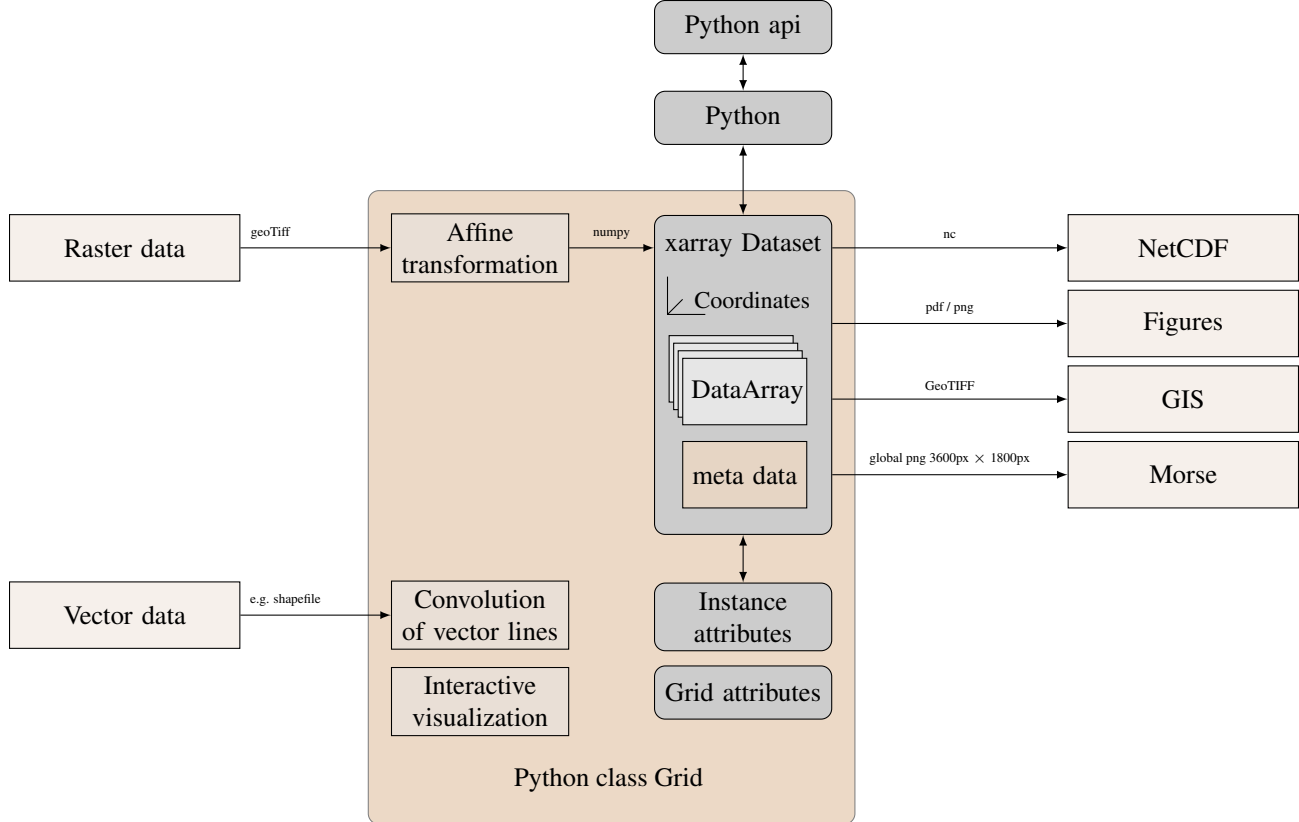 Python api
Python
Raster data
geoTiff
Affine
transformation
numpy
xarray Dataset
Coordinates
DataArray
meta data
nc
NetCDF
pdf / png
Figures
GeoTIFF
GIS
global png 3600px × 1800px
Morse
Vector data
e.g. shapefile
Convolution
of vector lines
Instance
attributes
Interactive
visualization
Grid attributes
Python class Grid